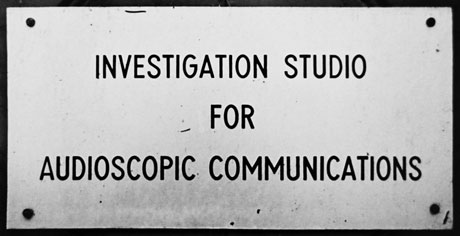 INVESTIGATION STUDIO
FOR
AUDIOSCOPIC COMMUNICATIONS